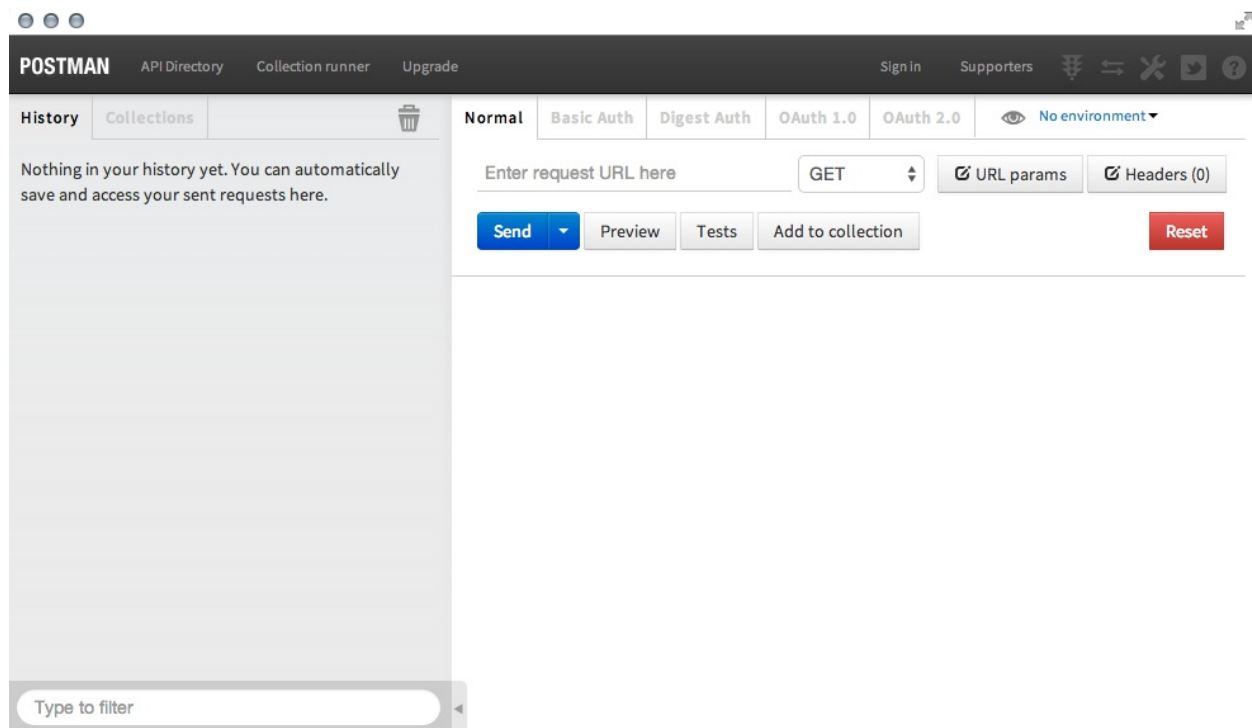 POSTMAN API Directory Collection runner Upgrade Sign in Supporters
History Collections
Nothing in your history yet. You can automatically
save and access your sent requests here.
Type to filter
Normal Basic Auth Digest Auth OAuth 1.0 OAuth 2.0 No environment
Enter request URL here GET URL params Headers (0)
Send Preview Tests Add to collection Reset